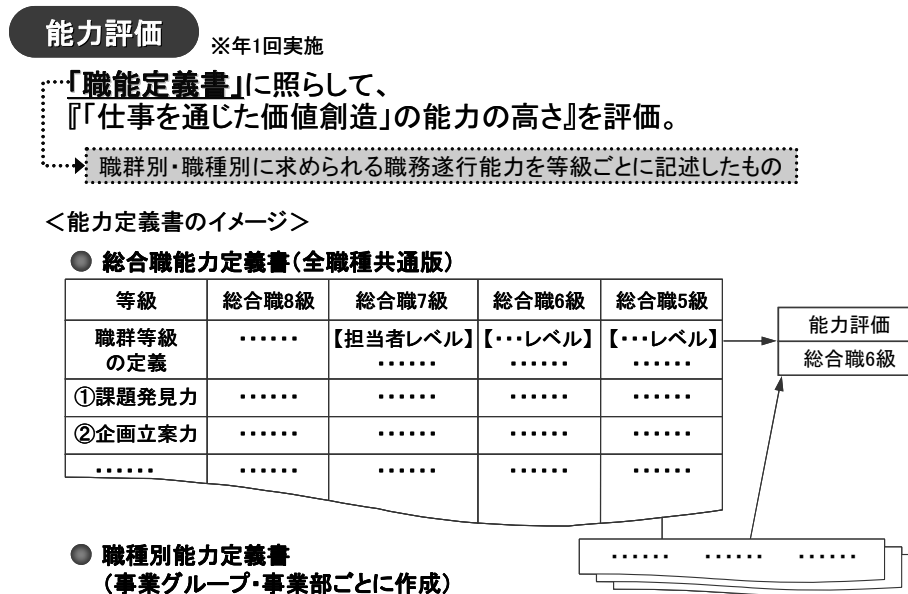 能力評価 ※年1回実施
「職能定義書」に照らして、
『「仕事を通じた価値創造」の能力の高さ』を評価。
職群別・職種別に求められる職務遂行能力を等級ごとに記述したもの
＜能力定義書のイメージ＞
● 総合職能力定義書（全職種共通版）
等級 総合職8級 総合職7級 総合職6級 総合職5級
職群等級の定義 ‥‥‥ 【担当者レベル】‥‥‥ 【･･･レベル】‥‥‥ 【･･･レベル】‥‥‥
①課題発見力 ‥‥‥ ‥‥‥ ‥‥‥ ‥‥‥
②企画立案力 ‥‥‥ ‥‥‥ ‥‥‥ ‥‥‥
‥‥‥ ‥‥‥ ‥‥‥ ‥‥‥ ‥‥‥
能力評価
総合職6級
● 職種別能力定義書
（事業グループ・事業部ごとに作成）
‥‥‥ ‥‥‥ ‥‥‥